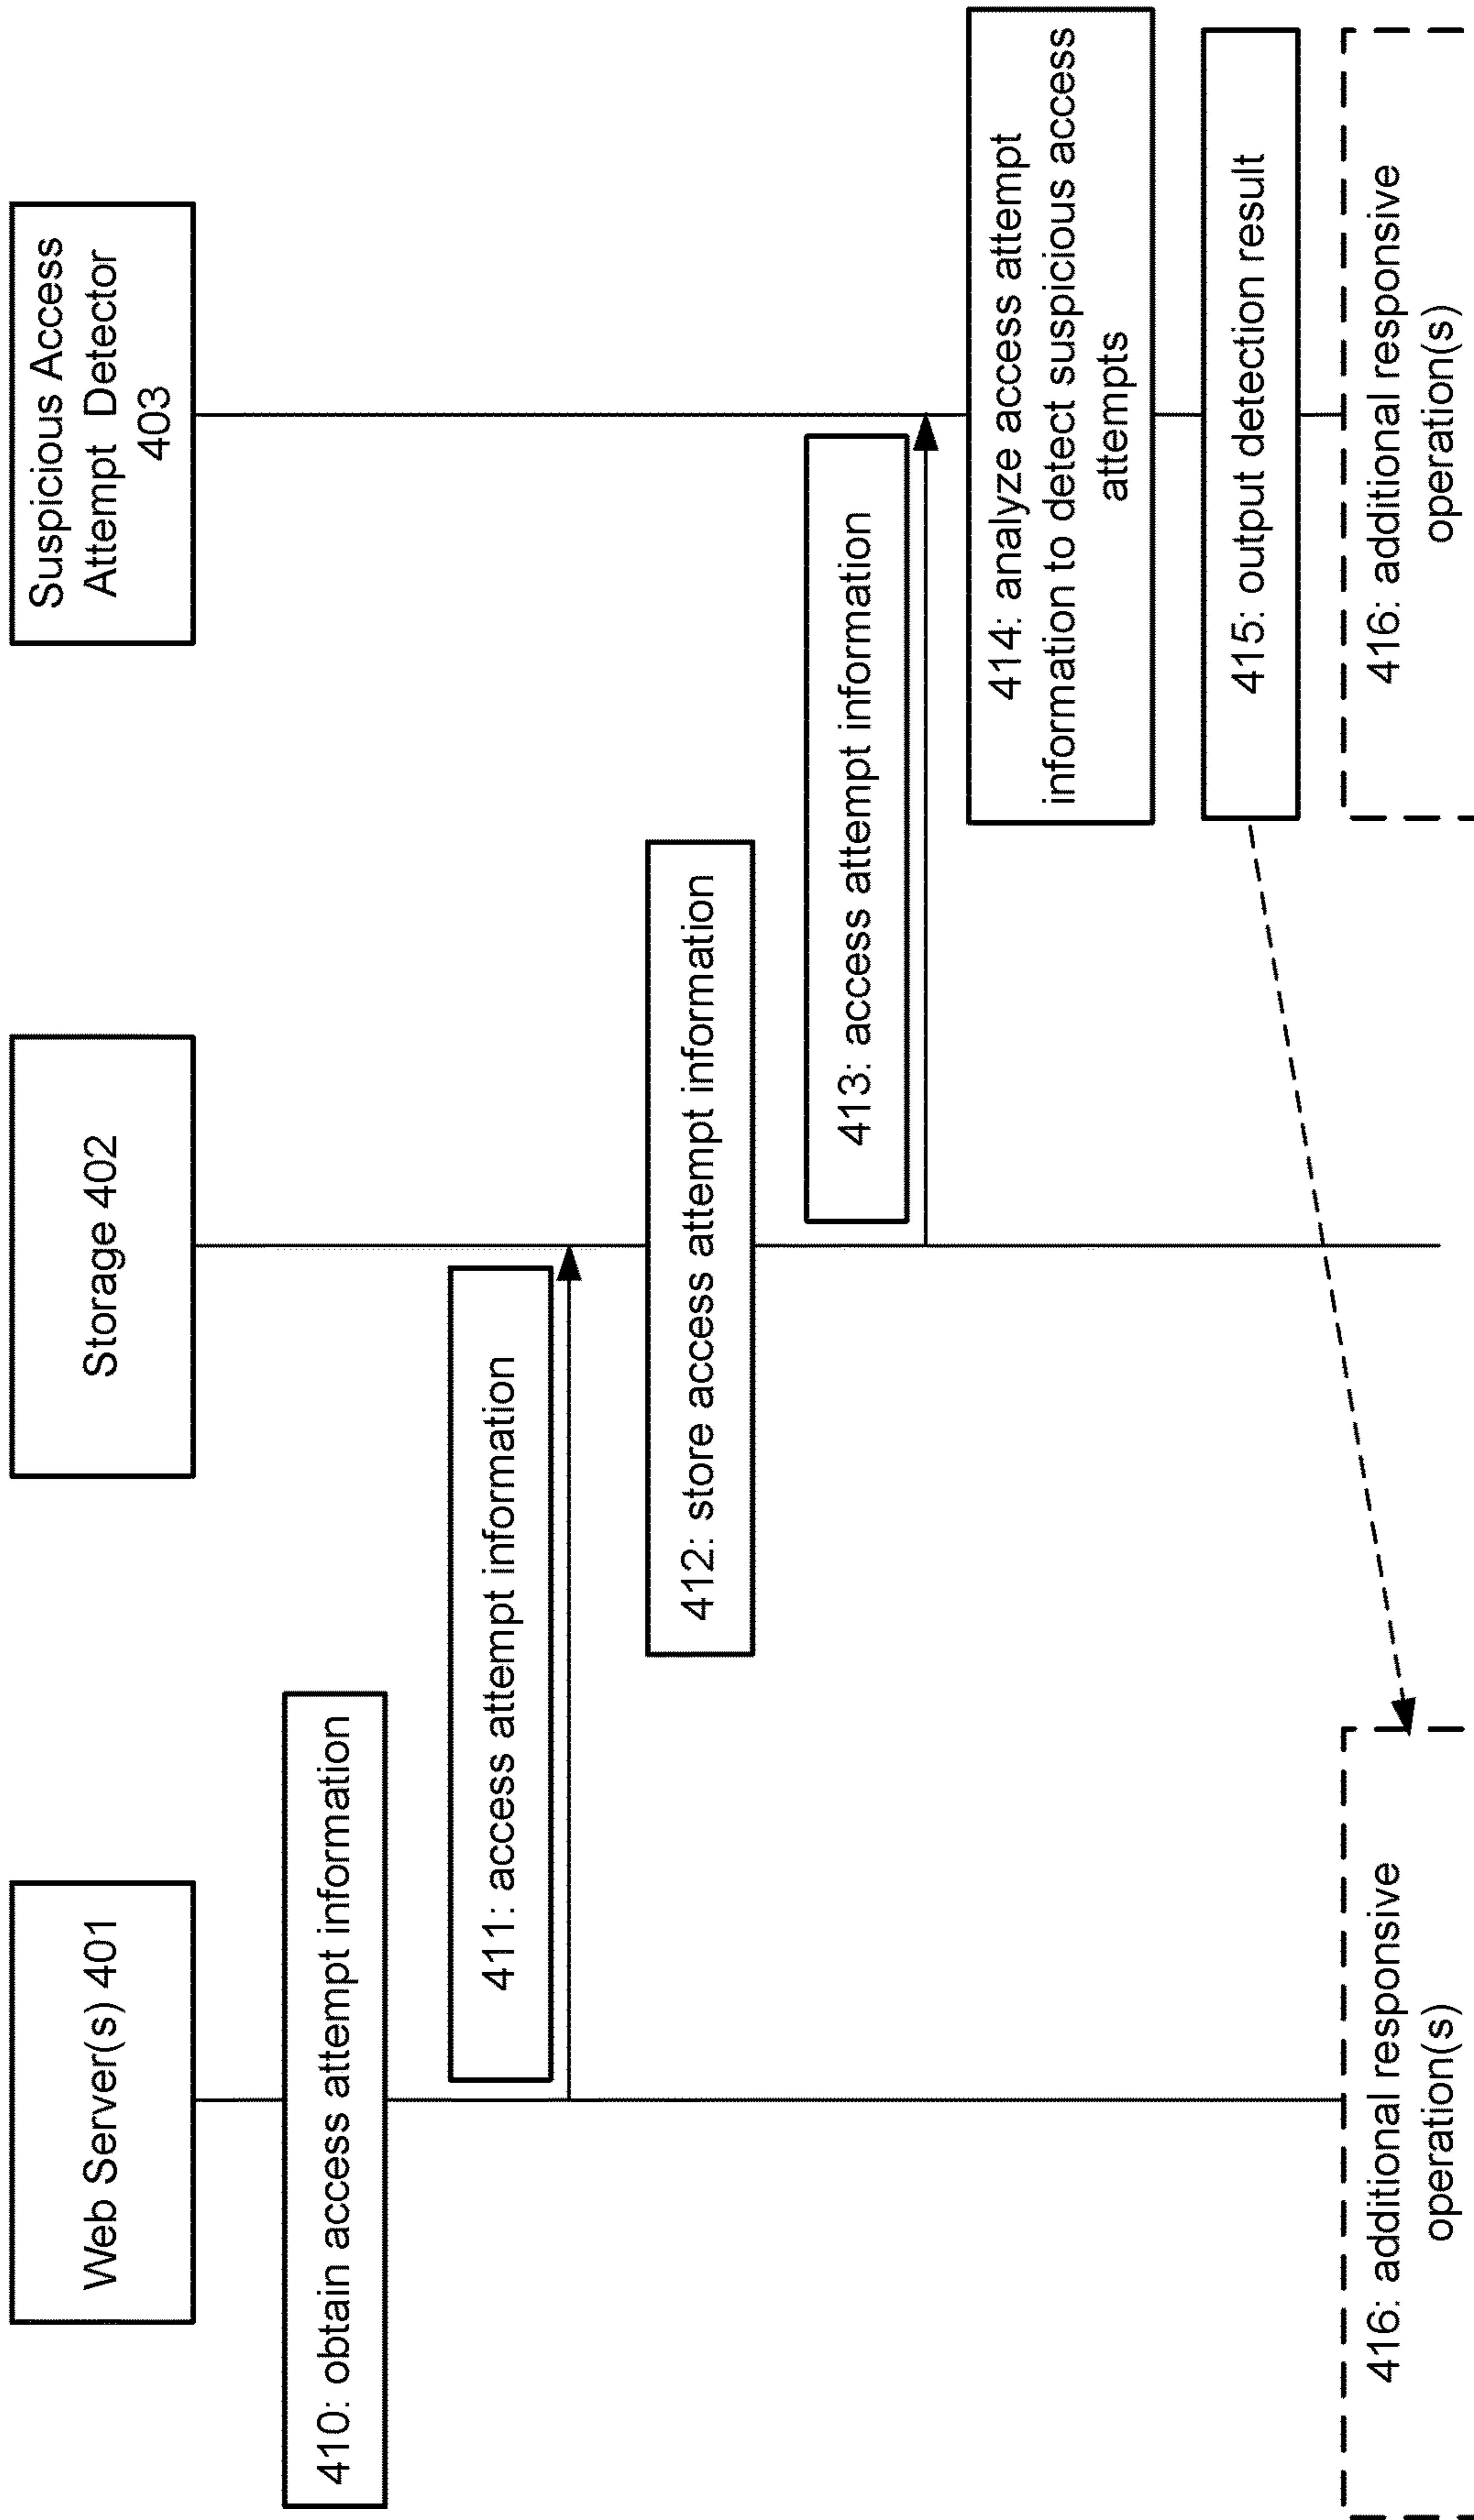 Web Server(s) 401
Storage 402
Suspicious Access
Attempt Detector
403
410: obtain access attempt information
411: access attempt information
412: store access attempt information
413: access attempt information
414: analyze access attempt
information to detect suspicious access
attempts
415: output detection result
416: additional responsive
operation(s)
416: additional responsive
operation(s)